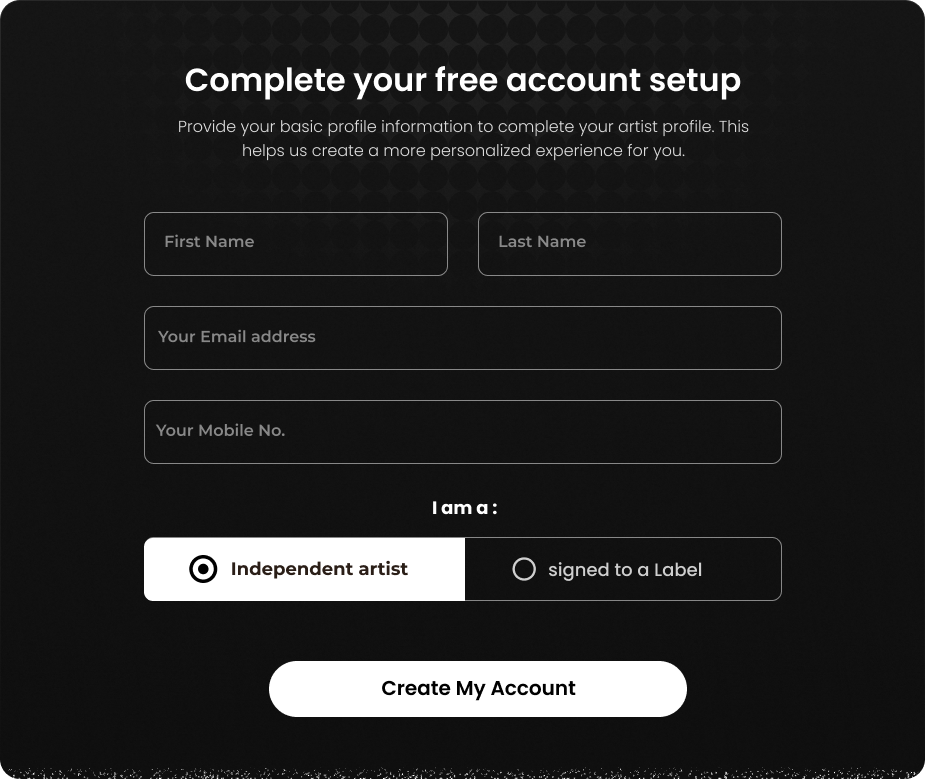 Complete your free account setup
Provide your basic profile information to complete your artist profile. This
helps us create a more personalized experience for you.
First Name
Last Name
Your Email address
Your Mobile No.
I am a :
Independent artist
signed to a Label
Create My Account